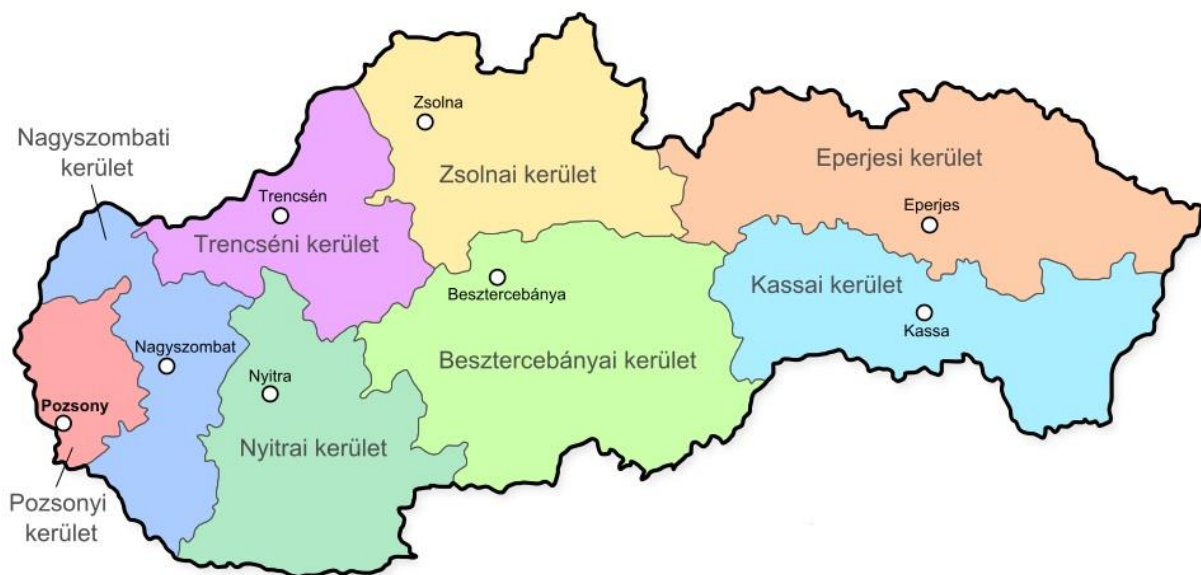 Zsolna
Nagyszombati
kerület
Eperjesi kerület
Zsolnai kerület
Trencsén
Eperjes
Trencséni kerület
Besztercebánya
Kassai kerület
Kassa
Nagyszombat
Besztercebányai kerület
Nyitra
Pozsony
Nyitrai kerület
Pozsonyi
kerület